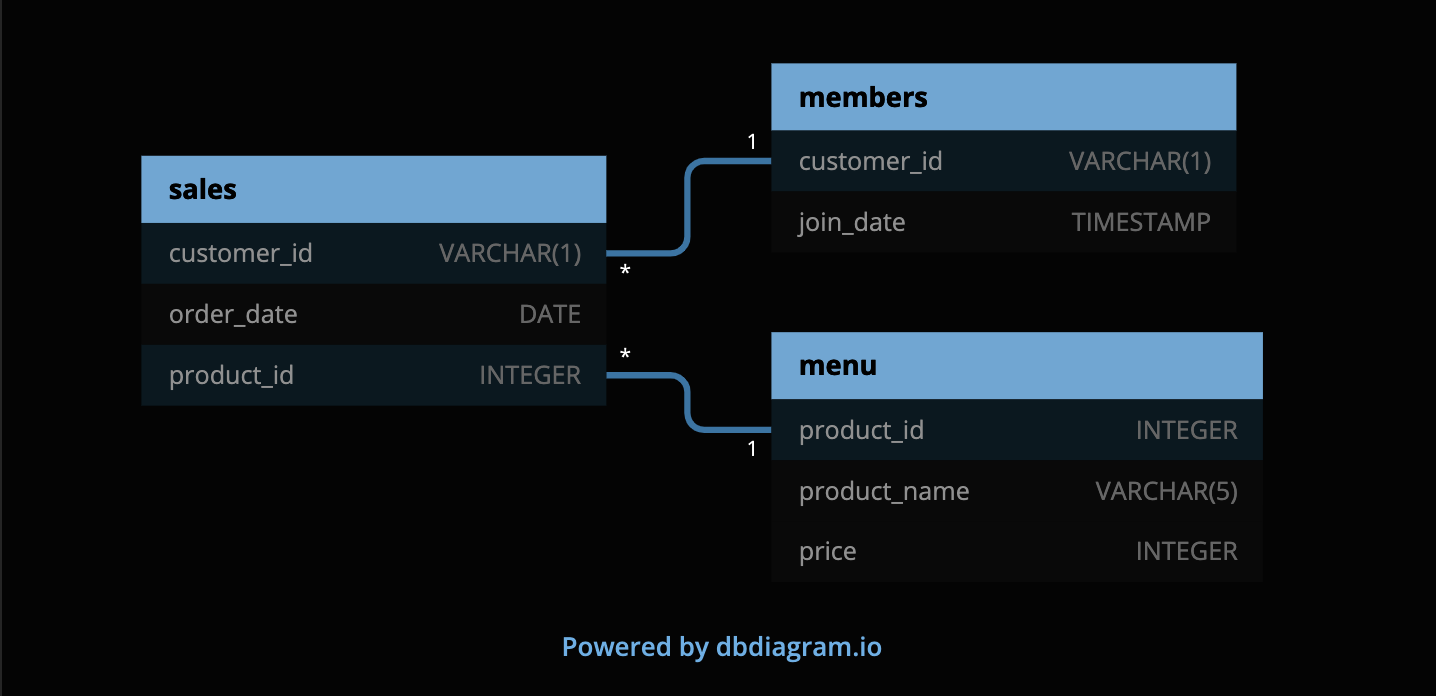 members
1
customer_id VARCHAR(1)
join_date TIMESTAMP
sales
customer_id VARCHAR(1)
*
order_date DATE
*
product_id INTEGER
menu
1
product_id INTEGER
product_name VARCHAR(5)
price INTEGER
Powered by dbdiagram.io